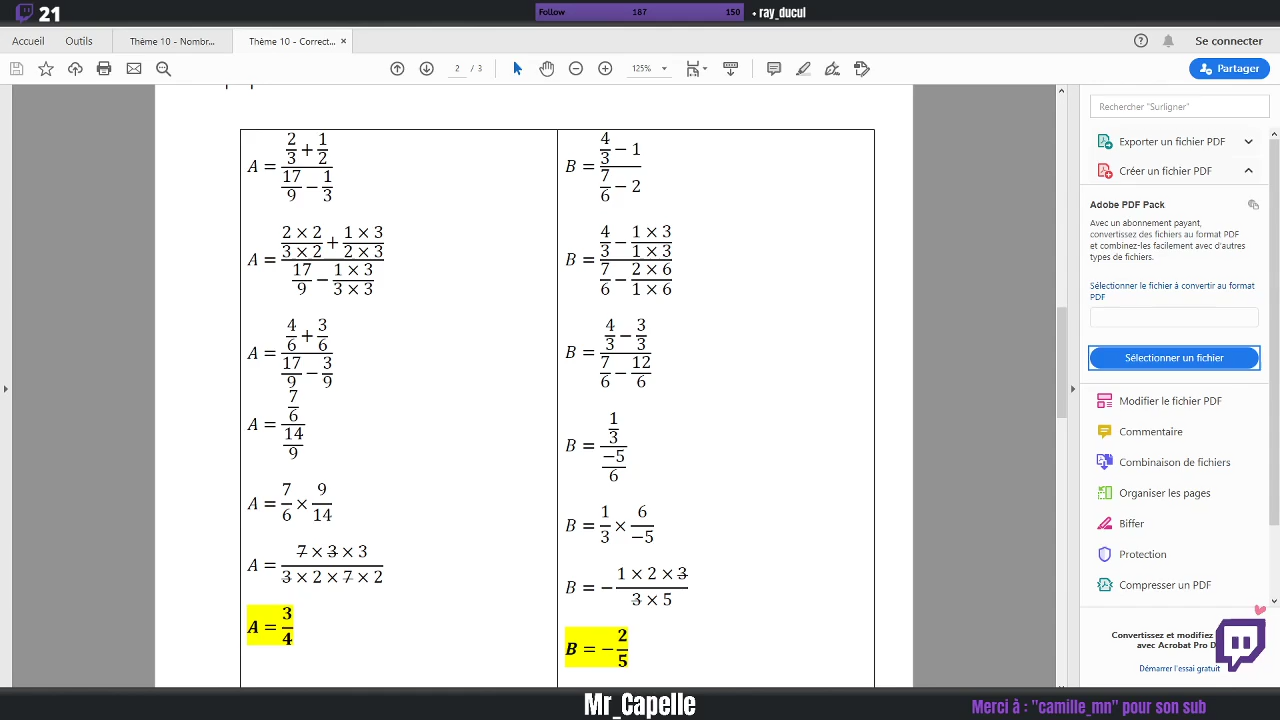 21
Follow 187 150
+ ray_ducul
Accueil Outils Thème 10 - Nombr... Thème 10 - Correct... ×
Se connecter
2 / 3
125%
Partager
A = (2/3 + 1/2) / (17/9 − 1/3)
A = ((2 × 2)/(3 × 2) + (1 × 3)/(2 × 3)) / (17/9 − (1 × 3)/(3 × 3))
A = (4/6 + 3/6) / (17/9 − 3/9)
A = (7/6) / (14/9)
A = 7/6 × 9/14
A = (7 × 3 × 3) / (3 × 2 × 7 × 2)
A = 3/4
B = (4/3 − 1) / (7/6 − 2)
B = (4/3 − (1 × 3)/(1 × 3)) / (7/6 − (2 × 6)/(1 × 6))
B = (4/3 − 3/3) / (7/6 − 12/6)
B = (1/3) / (−5/6)
B = 1/3 × 6/−5
B = − (1 × 2 × 3) / (3 × 5)
B = − 2/5
Rechercher "Surligner"
Exporter un fichier PDF
Créer un fichier PDF
Adobe PDF Pack
Avec un abonnement payant,
convertissez des fichiers au format PDF
et combinez-les facilement avec d'autres
types de fichiers.
Sélectionner le fichier à convertir au format
PDF
Sélectionner un fichier
Modifier le fichier PDF
Commentaire
Combinaison de fichiers
Organiser les pages
Biffer
Protection
Compresser un PDF
Convertissez et modifiez
avec Acrobat Pro D
Démarrer l'essai gratuit
Mr_Capelle
Merci à : "camille_mn" pour son sub